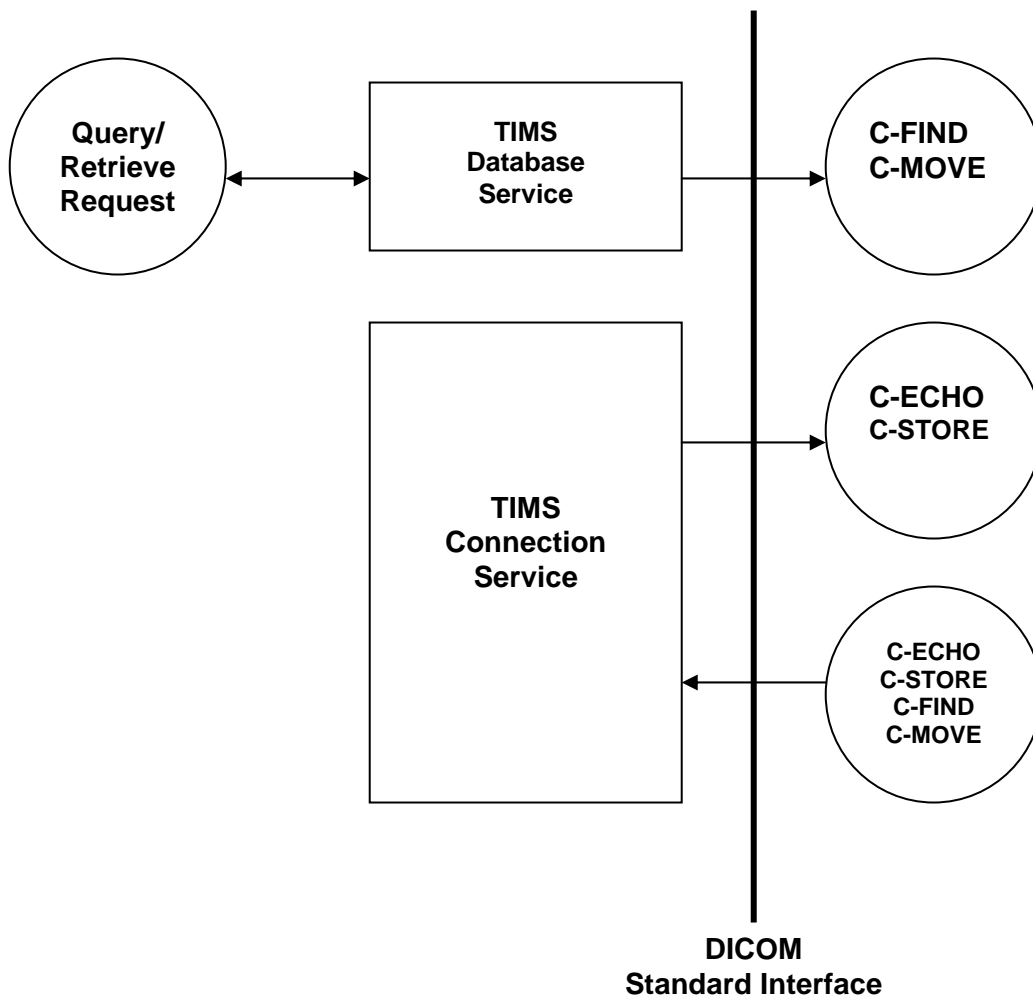 Query/
Retrieve
Request
TIMS
Database
Service
C-FIND
C-MOVE
C-ECHO
C-STORE
TIMS
Connection
Service
C-ECHO
C-STORE
C-FIND
C-MOVE
DICOM
Standard Interface